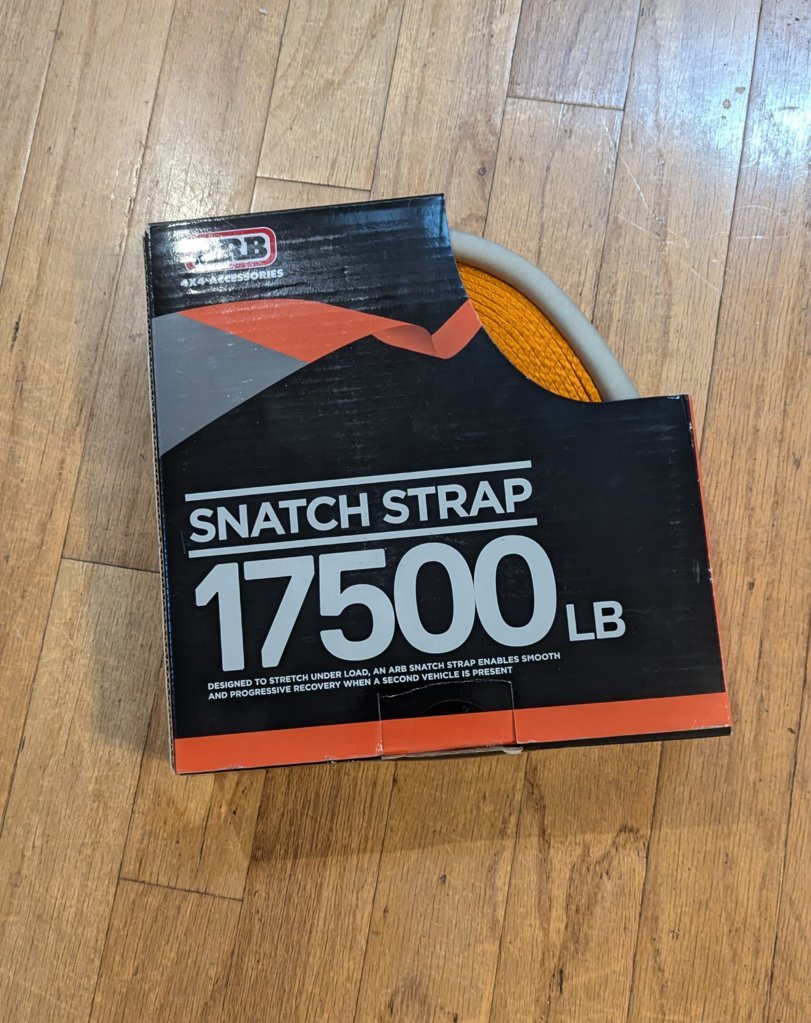 ARB
4X4 ACCESSORIES
SNATCH STRAP
17500 LB
DESIGNED TO STRETCH UNDER LOAD, AN ARB SNATCH STRAP ENABLES SMOOTH
AND PROGRESSIVE RECOVERY WHEN A SECOND VEHICLE IS PRESENT